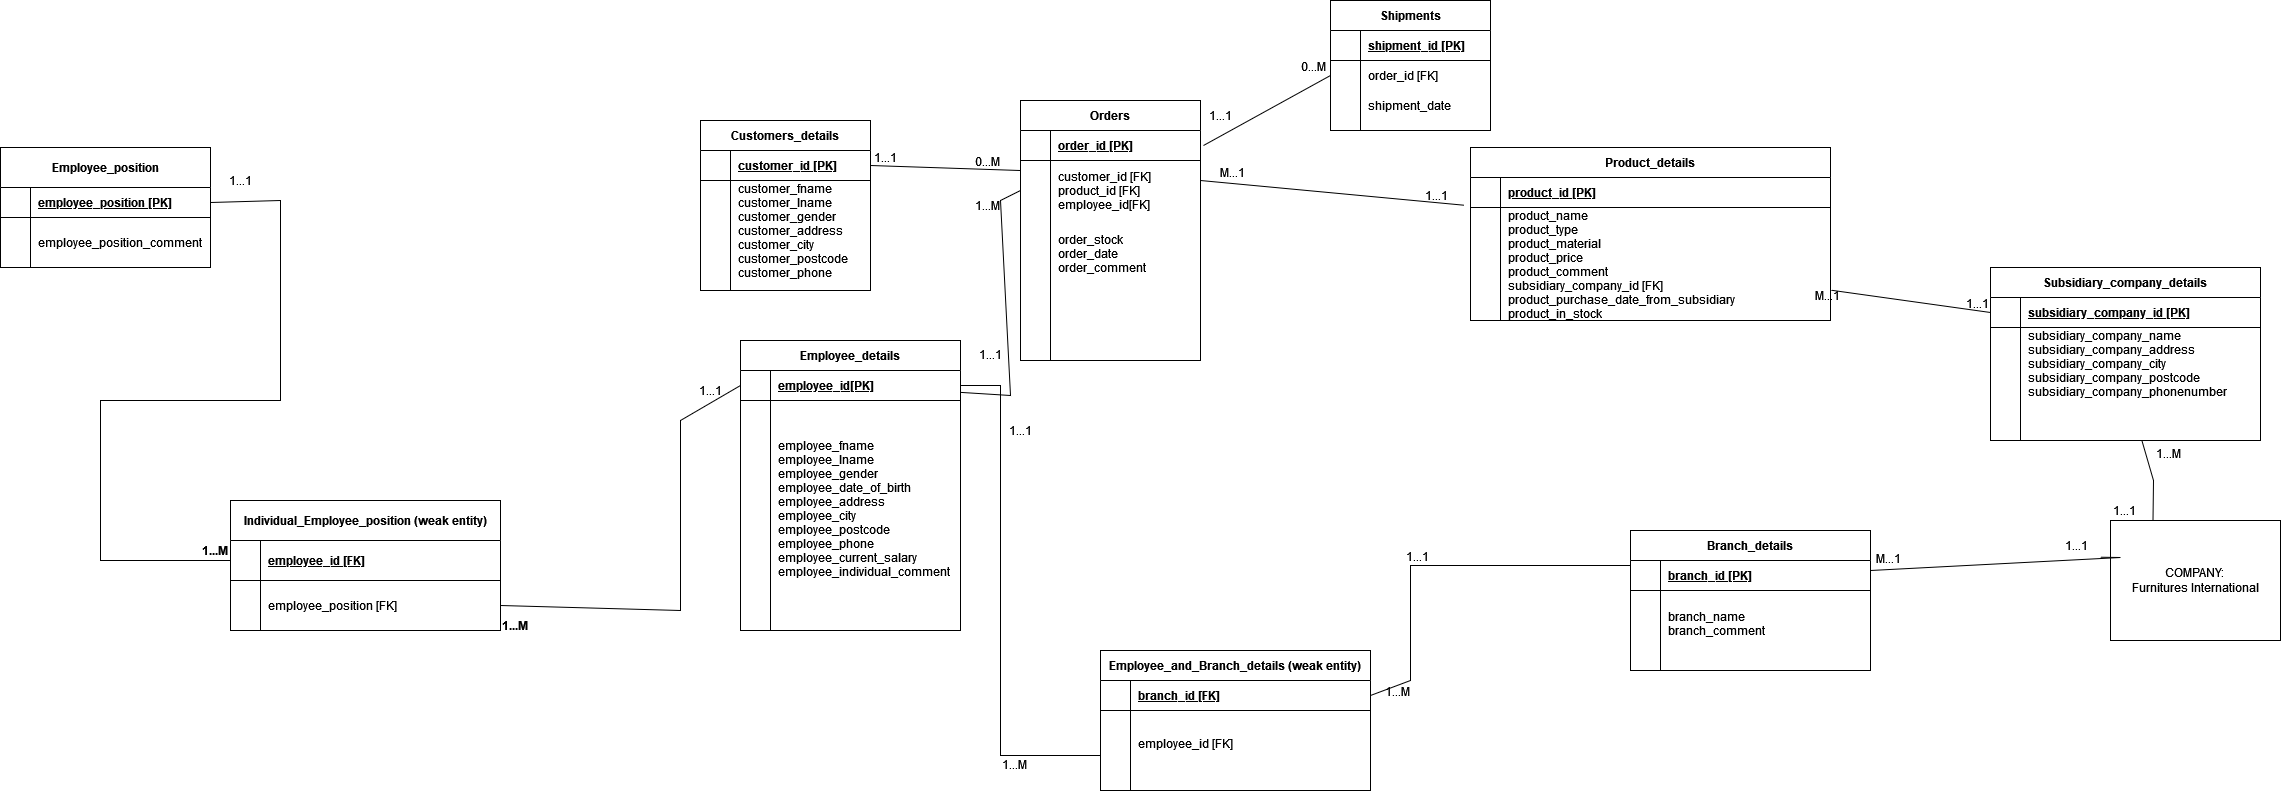 Shipments
shipment_id [PK]
order_id [FK]
shipment_date
0...M
1...1
Orders
order_id [PK]
customer_id [FK]
product_id [FK]
employee_id[FK]
order_stock
order_date
order_comment
Customers_details
customer_id [PK]
customer_fname
customer_lname
customer_gender
customer_address
customer_city
customer_postcode
customer_phone
1...1
0...M
1...M
M...1
1...1
Product_details
product_id [PK]
product_name
product_type
product_material
product_price
product_comment
subsidiary_company_id [FK]
product_purchase_date_from_subsidiary
product_in_stock
M...1
1...1
Employee_position
employee_position [PK]
employee_position_comment
1...1
Subsidiary_company_details
subsidiary_company_id [PK]
subsidiary_company_name
subsidiary_company_address
subsidiary_company_city
subsidiary_company_postcode
subsidiary_company_phonenumber
1...M
1...1
Employee_details
employee_id[PK]
employee_fname
employee_lname
employee_gender
employee_date_of_birth
employee_address
employee_city
employee_postcode
employee_phone
employee_current_salary
employee_individual_comment
1...1
1...1
1...1
Individual_Employee_position (weak entity)
employee_id [FK]
employee_position [FK]
1...M
1...M
Branch_details
branch_id [PK]
branch_name
branch_comment
1...1
M...1
1...1
COMPANY:
Furnitures International
Employee_and_Branch_details (weak entity)
branch_id [FK]
employee_id [FK]
1...M
1...M